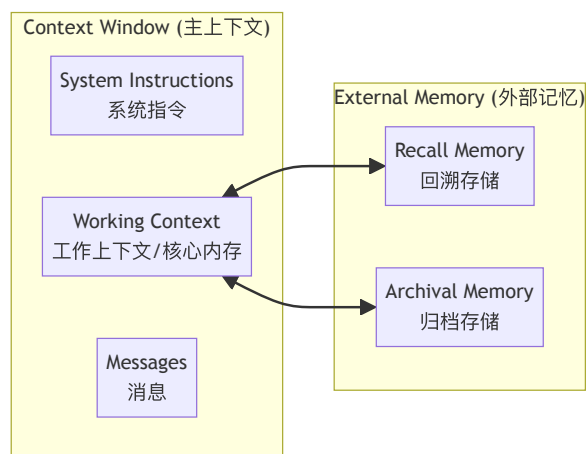 Context Window (主上下文)
System Instructions
系统指令
Working Context
工作上下文/核心内存
Messages
消息
External Memory (外部记忆)
Recall Memory
回溯存储
Archival Memory
归档存储